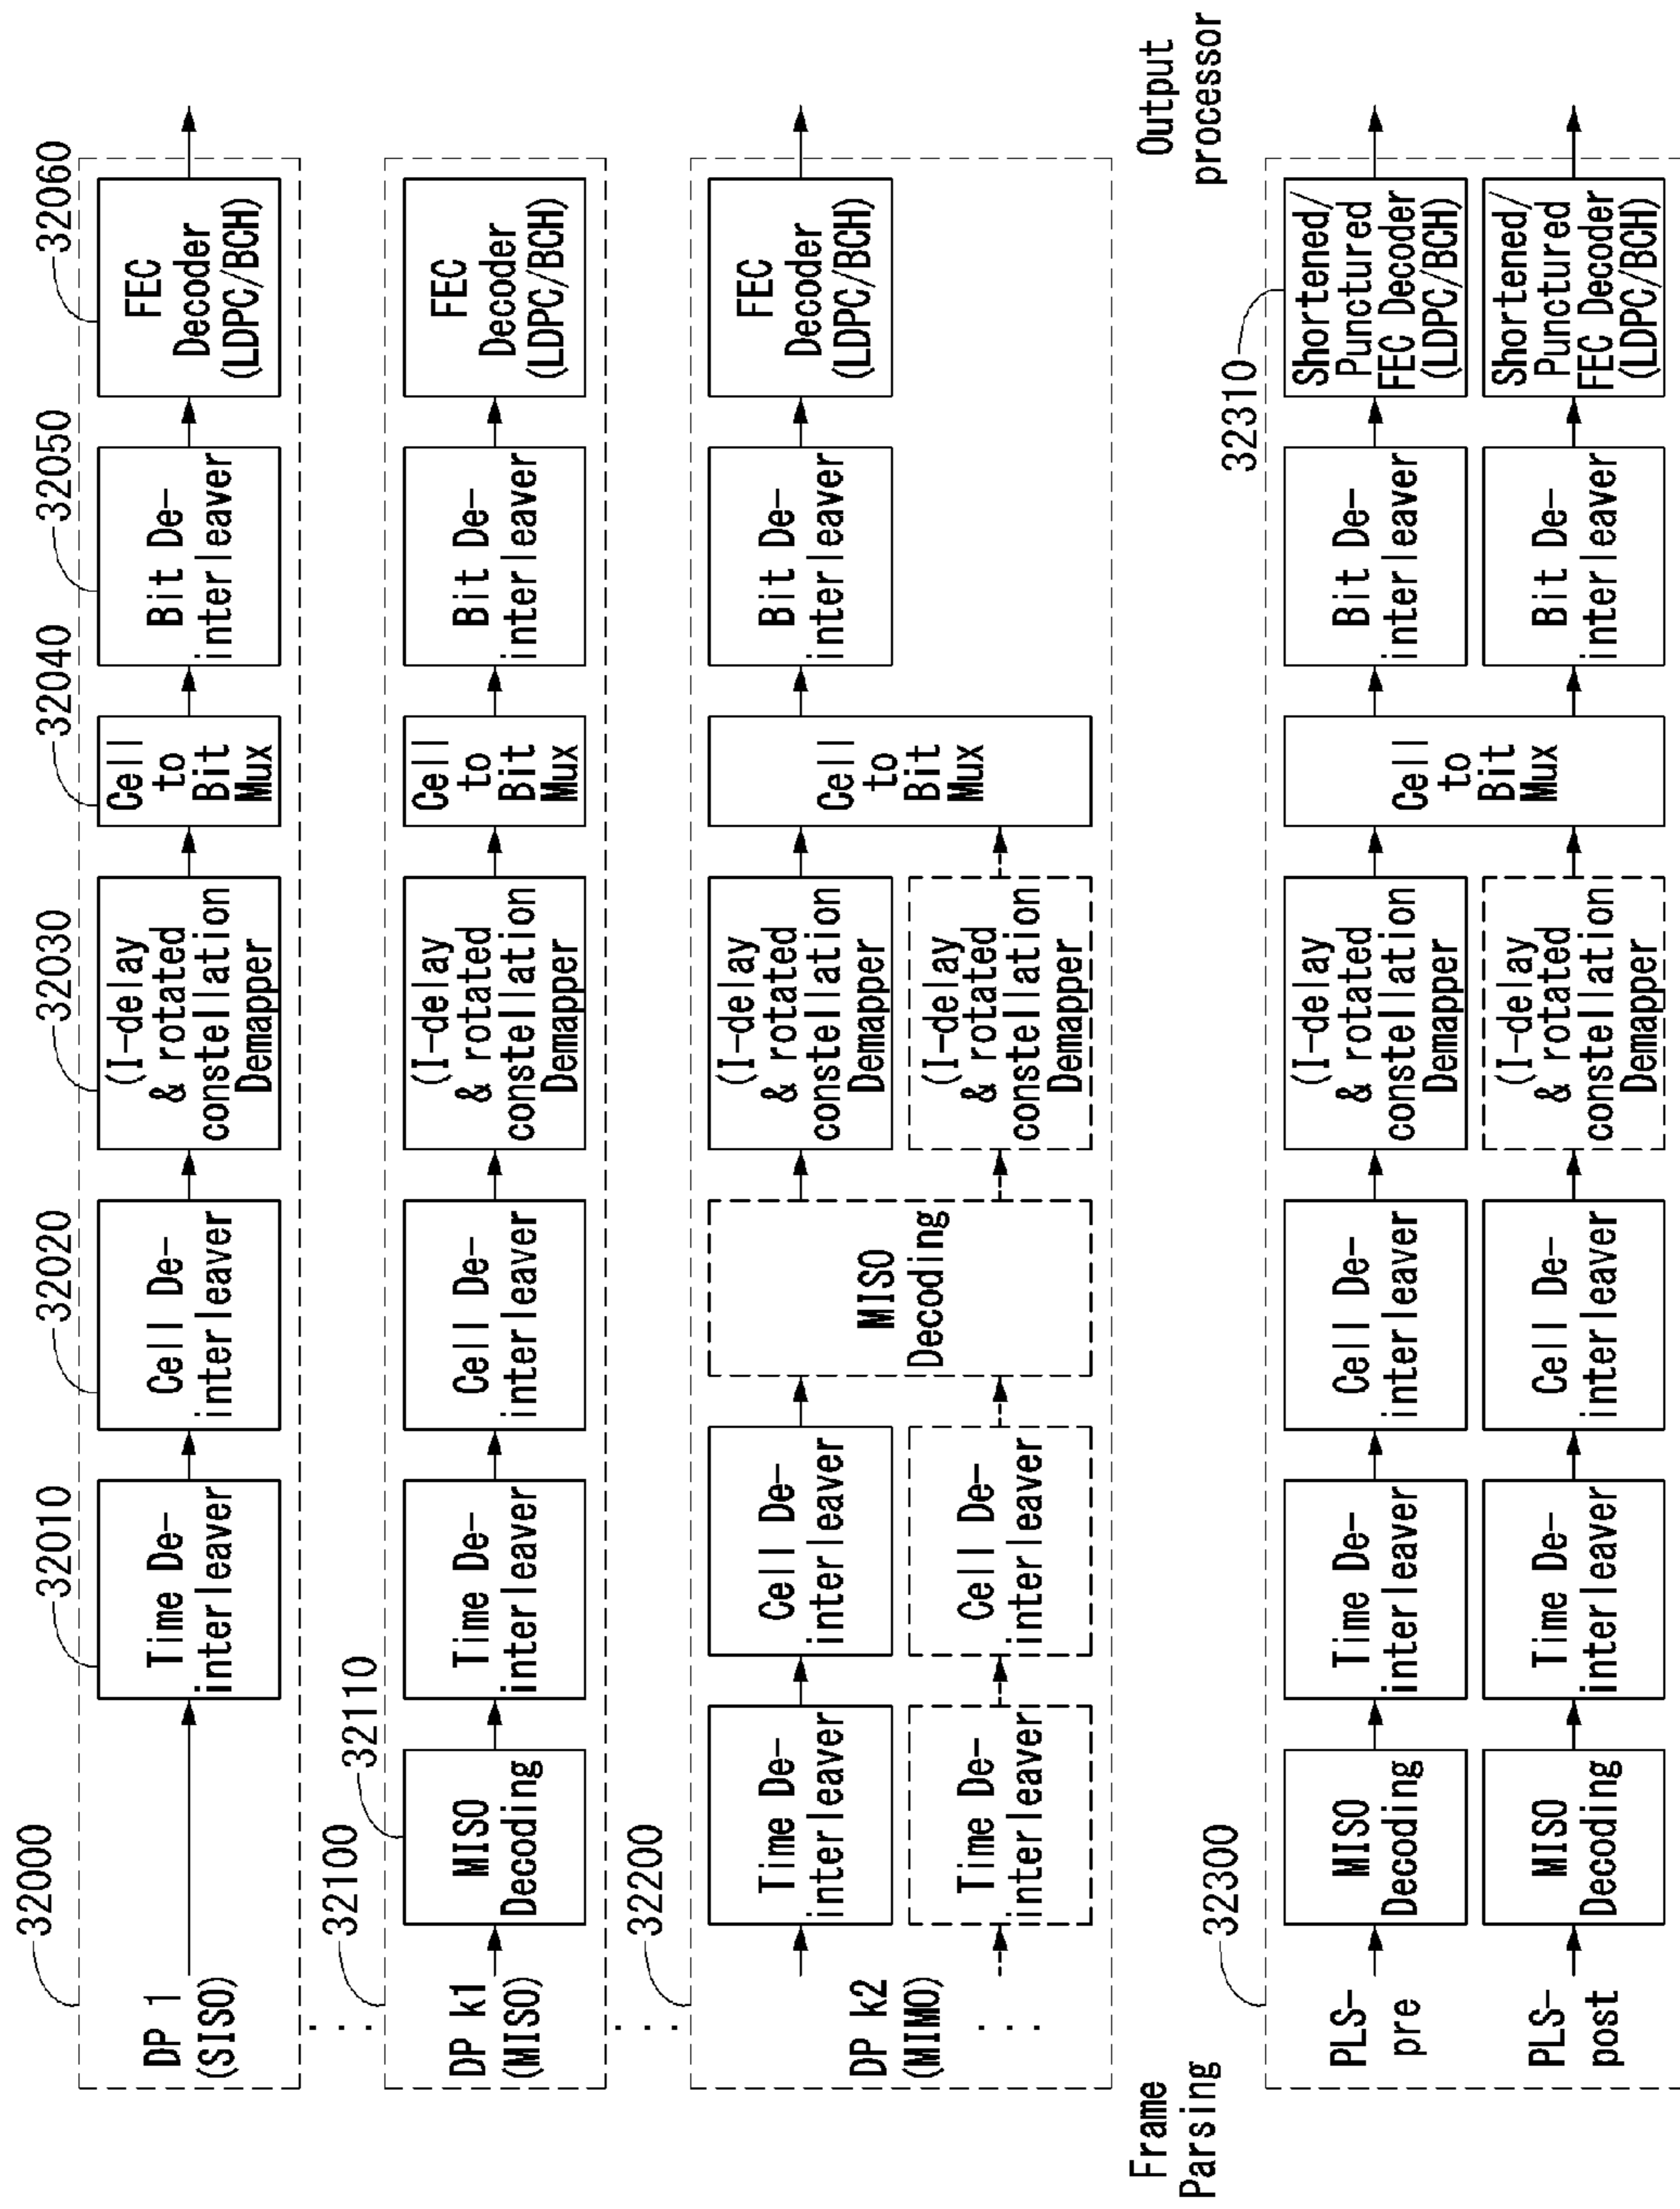 32000
DP 1
(SISO)
32010
Time De-
interleaver
32020
Cell De-
interleaver
32030
(I-delay
& rotated
constellation
Demapper
32040
Cell
to
Bit
Mux
32050
Bit De-
interleaver
32060
FEC
Decoder
(LDPC/BCH)
32100
DP k1
(MISO)
32110
MISO
Decoding
Time De-
interleaver
Cell De-
interleaver
(I-delay
& rotated
constellation
Demapper
Cell
to
Bit
Mux
Bit De-
interleaver
FEC
Decoder
(LDPC/BCH)
32200
DP k2
(MIMO)
Time De-
interleaver
Cell De-
interleaver
Time De-
interleaver
Cell De-
interleaver
MISO
Decoding
(I-delay
& rotated
constellation
Demapper
(I-delay
& rotated
constellation
Demapper
Cell
to
Bit
Mux
Bit De-
interleaver
FEC
Decoder
(LDPC/BCH)
Frame
Parsing
Output
processor
32300
PLS-
pre
MISO
Decoding
Time De-
interleaver
Cell De-
interleaver
(I-delay
& rotated
constellation
Demapper
Cell
to
Bit
Mux
Bit De-
interleaver
32310
Shortened/
Punctured
FEC Decoder
(LDPC/BCH)
PLS-
post
MISO
Decoding
Time De-
interleaver
Cell De-
interleaver
(I-delay
& rotated
constellation
Demapper
Bit De-
interleaver
Shortened/
Punctured
FEC Decoder
(LDPC/BCH)